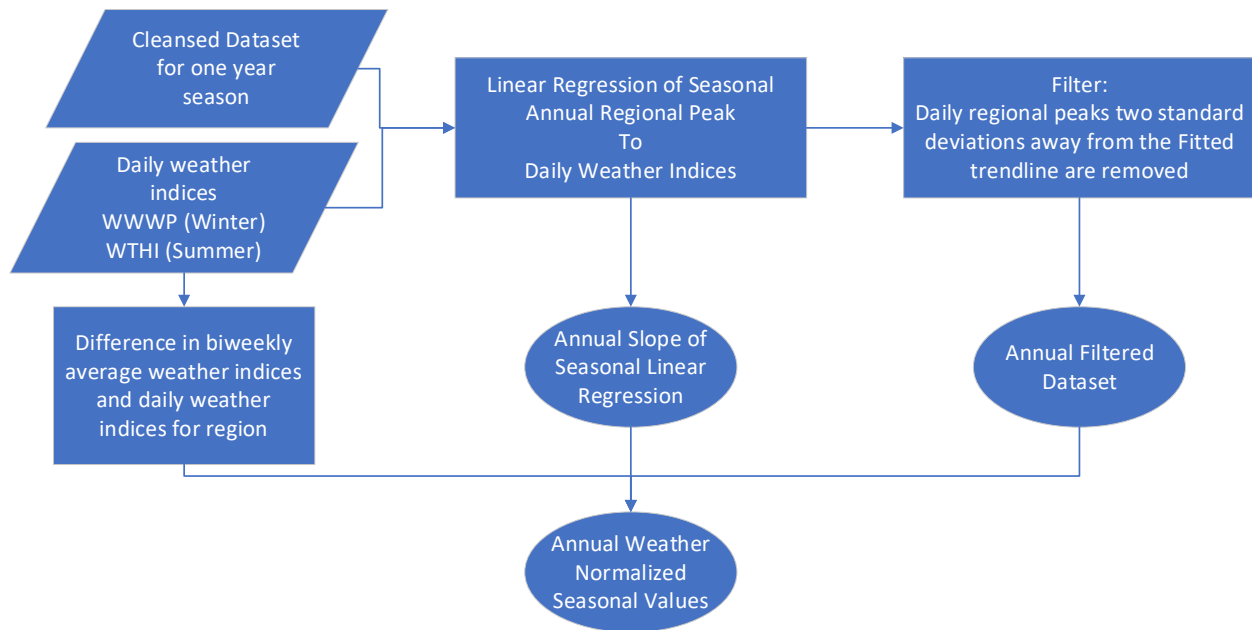 Cleansed Dataset
for one year
season
Linear Regression of Seasonal
Annual Regional Peak
To
Daily Weather Indices
Filter:
Daily regional peaks two standard
deviations away from the Fitted
trendline are removed
Daily weather
indices
WWWP (Winter)
WTHI (Summer)
Difference in biweekly
average weather indices
and daily weather
indices for region
Annual Slope of
Seasonal Linear
Regression
Annual Filtered
Dataset
Annual Weather
Normalized
Seasonal Values